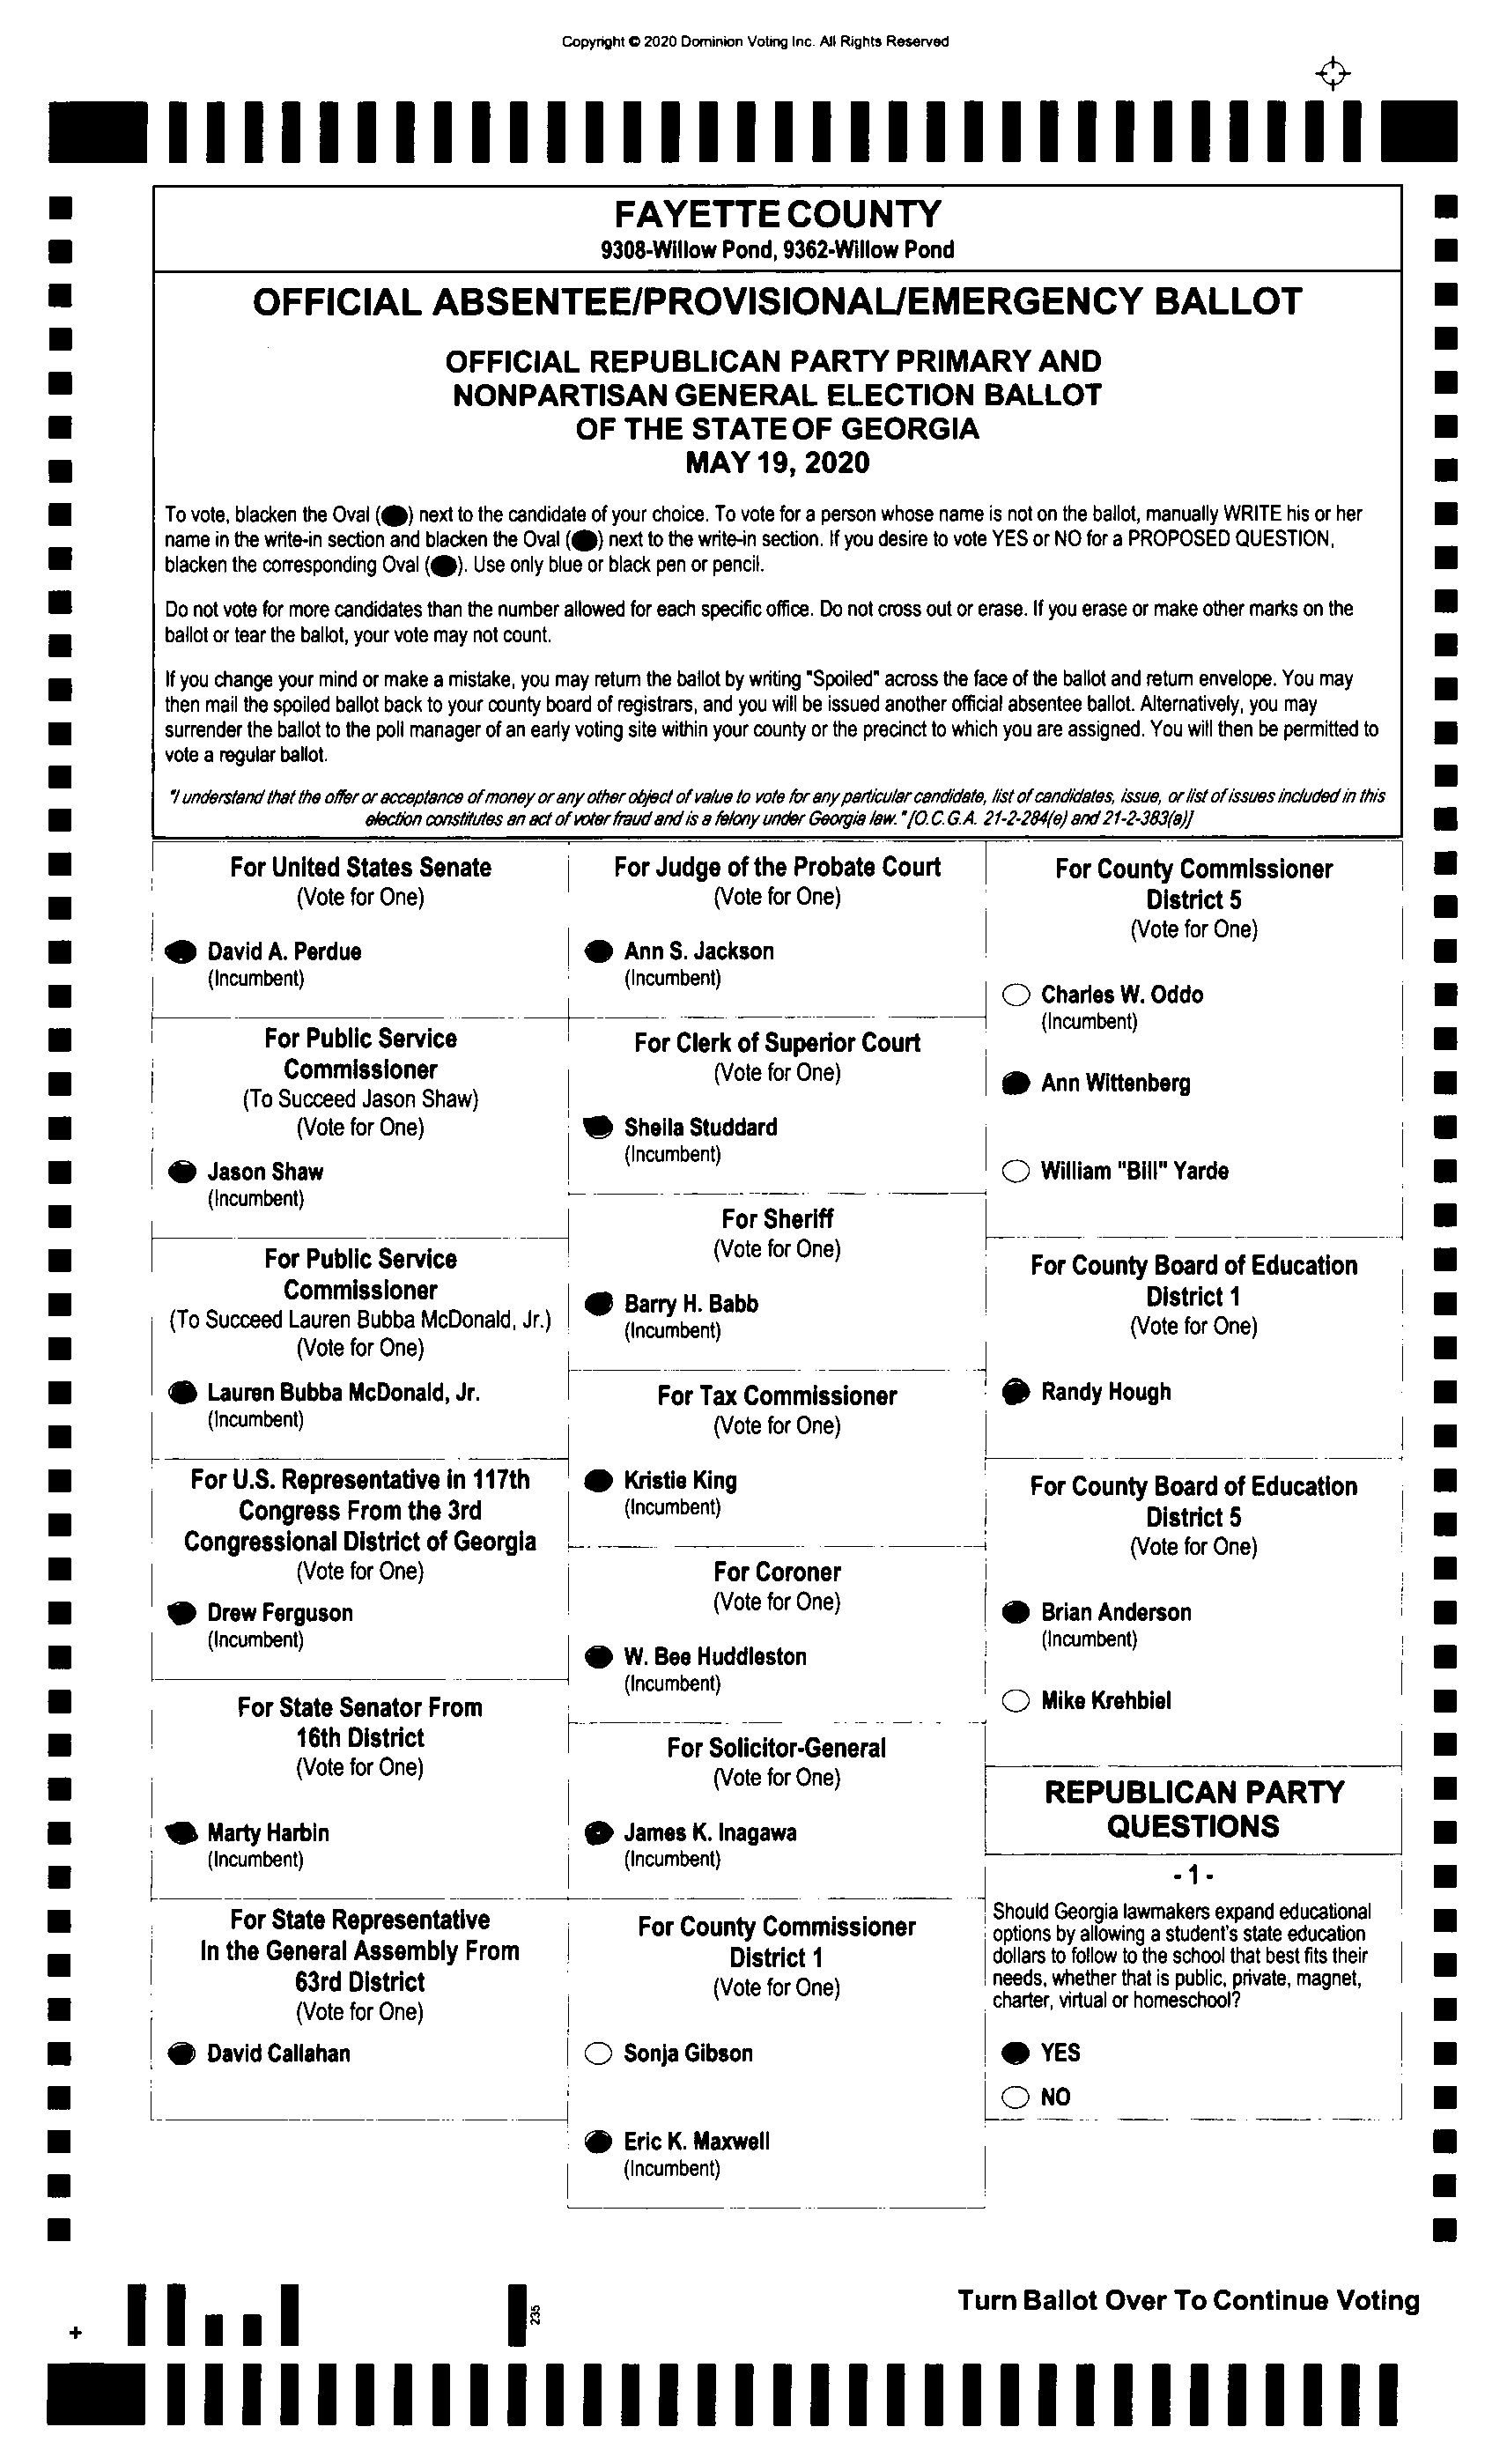 Copyright © 2020 Dominion Voting Inc. All Rights Reserved
FAYETTE COUNTY
9308-Willow Pond, 9362-Willow Pond
OFFICIAL ABSENTEE/PROVISIONAL/EMERGENCY BALLOT
OFFICIAL REPUBLICAN PARTY PRIMARY AND
NONPARTISAN GENERAL ELECTION BALLOT
OF THE STATE OF GEORGIA
MAY 19, 2020
To vote, blacken the Oval ( ) next to the candidate of your choice. To vote for a person whose name is not on the ballot, manually WRITE his or her
name in the write-in section and blacken the Oval ( ) next to the write-in section. If you desire to vote YES or NO for a PROPOSED QUESTION,
blacken the corresponding Oval ( ). Use only blue or black pen or pencil.
Do not vote for more candidates than the number allowed for each specific office. Do not cross out or erase. If you erase or make other marks on the
ballot or tear the ballot, your vote may not count.
If you change your mind or make a mistake, you may return the ballot by writing "Spoiled" across the face of the ballot and return envelope. You may
then mail the spoiled ballot back to your county board of registrars, and you will be issued another official absentee ballot. Alternatively, you may
surrender the ballot to the poll manager of an early voting site within your county or the precinct to which you are assigned. You will then be permitted to
vote a regular ballot.
"I understand that the offer or acceptance of money or any other object of value to vote for any particular candidate, list of candidates, issue, or list of issues included in this
election constitutes an act of voter fraud and is a felony under Georgia law." [O.C.G.A. 21-2-284(e) and 21-2-383(a)]
For United States Senate
(Vote for One)
David A. Perdue
(Incumbent)
For Public Service
Commissioner
(To Succeed Jason Shaw)
(Vote for One)
Jason Shaw
(Incumbent)
For Public Service
Commissioner
(To Succeed Lauren Bubba McDonald, Jr.)
(Vote for One)
Lauren Bubba McDonald, Jr.
(Incumbent)
For U.S. Representative in 117th
Congress From the 3rd
Congressional District of Georgia
(Vote for One)
Drew Ferguson
(Incumbent)
For State Senator From
16th District
(Vote for One)
Marty Harbin
(Incumbent)
For State Representative
In the General Assembly From
63rd District
(Vote for One)
David Callahan
For Judge of the Probate Court
(Vote for One)
Ann S. Jackson
(Incumbent)
For Clerk of Superior Court
(Vote for One)
Sheila Studdard
(Incumbent)
For Sheriff
(Vote for One)
Barry H. Babb
(Incumbent)
For Tax Commissioner
(Vote for One)
Kristie King
(Incumbent)
For Coroner
(Vote for One)
W. Bee Huddleston
(Incumbent)
For Solicitor-General
(Vote for One)
James K. Inagawa
(Incumbent)
For County Commissioner
District 1
(Vote for One)
Sonja Gibson
Eric K. Maxwell
(Incumbent)
For County Commissioner
District 5
(Vote for One)
Charles W. Oddo
(Incumbent)
Ann Wittenberg
William "Bill" Yarde
For County Board of Education
District 1
(Vote for One)
Randy Hough
For County Board of Education
District 5
(Vote for One)
Brian Anderson
(Incumbent)
Mike Krehbiel
REPUBLICAN PARTY
QUESTIONS
- 1 -
Should Georgia lawmakers expand educational
options by allowing a student's state education
dollars to follow to the school that best fits their
needs, whether that is public, private, magnet,
charter, virtual or homeschool?
YES
NO
Turn Ballot Over To Continue Voting
235